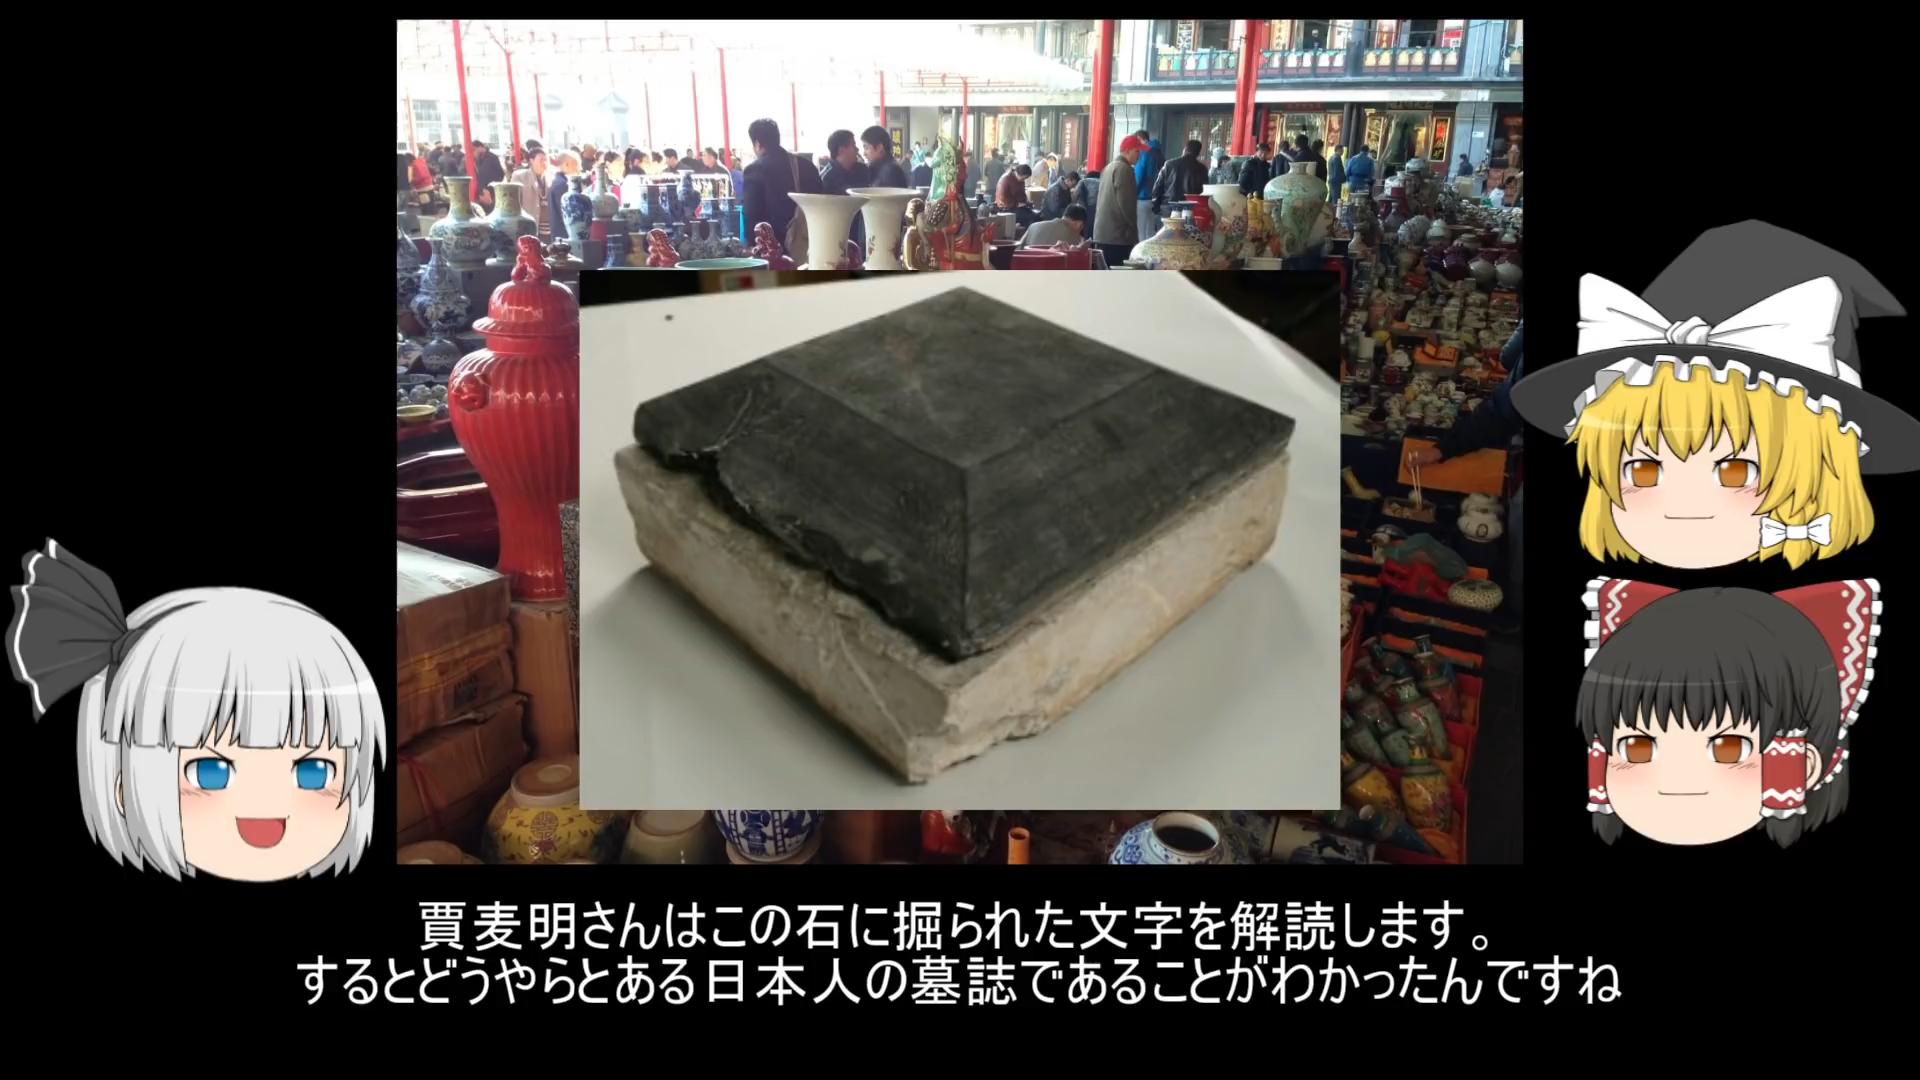 賈麦明さんはこの石に掘られた文字を解読します。
するとどうやらとある日本人の墓誌であることがわかったんですね